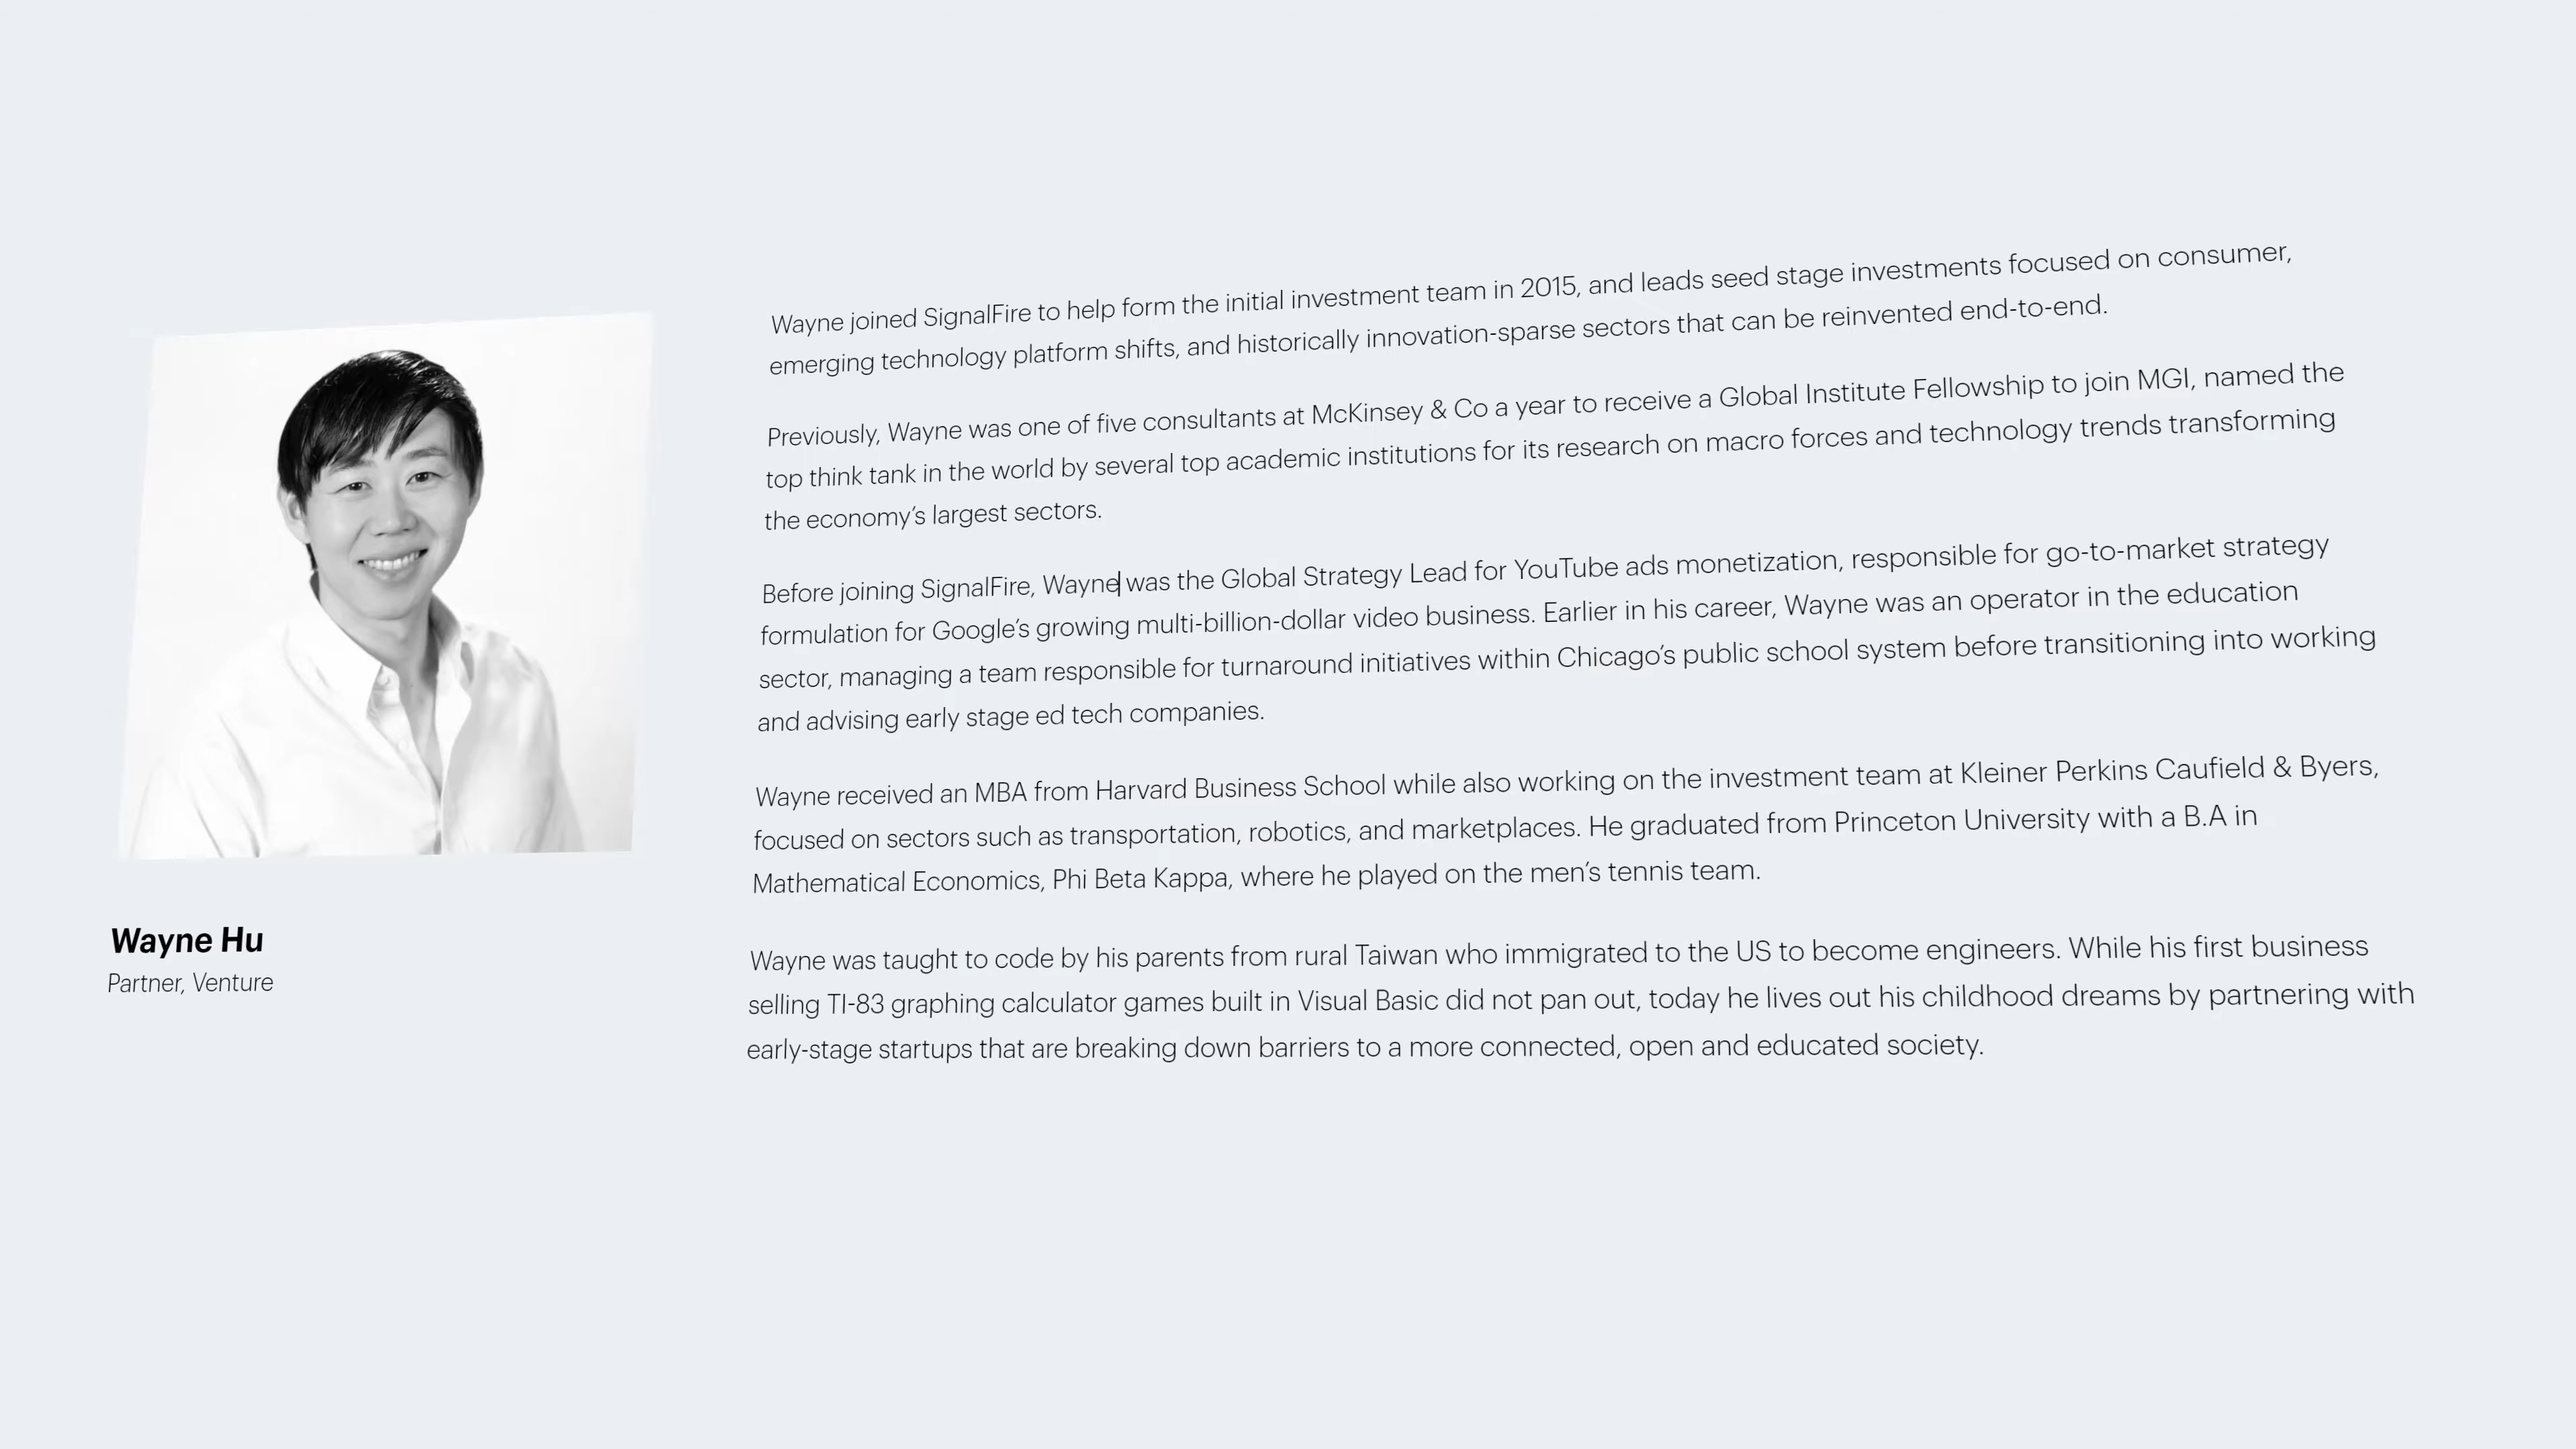 Wayne joined SignalFire to help form the initial investment team in 2015, and leads seed stage investments focused on consumer,
emerging technology platform shifts, and historically innovation-sparse sectors that can be reinvented end-to-end.
Previously, Wayne was one of five consultants at McKinsey & Co a year to receive a Global Institute Fellowship to join MGI, named the
top think tank in the world by several top academic institutions for its research on macro forces and technology trends transforming
the economy’s largest sectors.
Before joining SignalFire, Wayne was the Global Strategy Lead for YouTube ads monetization, responsible for go-to-market strategy
formulation for Google’s growing multi-billion-dollar video business. Earlier in his career, Wayne was an operator in the education
sector, managing a team responsible for turnaround initiatives within Chicago’s public school system before transitioning into working
and advising early stage ed tech companies.
Wayne received an MBA from Harvard Business School while also working on the investment team at Kleiner Perkins Caufield & Byers,
focused on sectors such as transportation, robotics, and marketplaces. He graduated from Princeton University with a B.A in
Mathematical Economics, Phi Beta Kappa, where he played on the men’s tennis team.
Wayne was taught to code by his parents from rural Taiwan who immigrated to the US to become engineers. While his first business
selling TI-83 graphing calculator games built in Visual Basic did not pan out, today he lives out his childhood dreams by partnering with
early-stage startups that are breaking down barriers to a more connected, open and educated society.
Wayne Hu
Partner, Venture